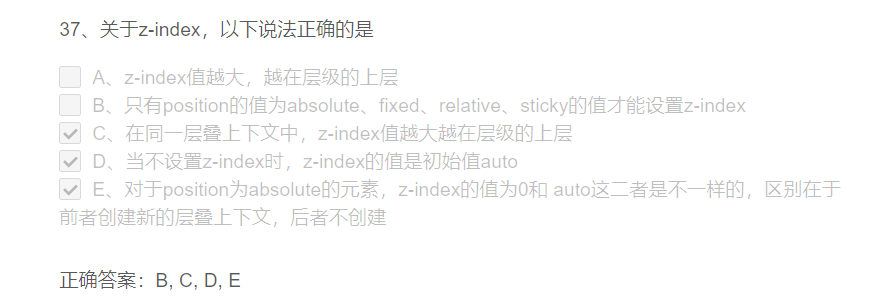 37、关于z-index，以下说法正确的是
A、z-index值越大，越在层级的上层
B、只有position的值为absolute、fixed、relative、sticky的值才能设置z-index
C、在同一层叠上下文中，z-index值越大越在层级的上层
D、当不设置z-index时，z-index的值是初始值auto
E、对于position为absolute的元素，z-index的值为0和 auto这二者是不一样的，区别在于
前者创建新的层叠上下文，后者不创建
正确答案：B, C, D, E